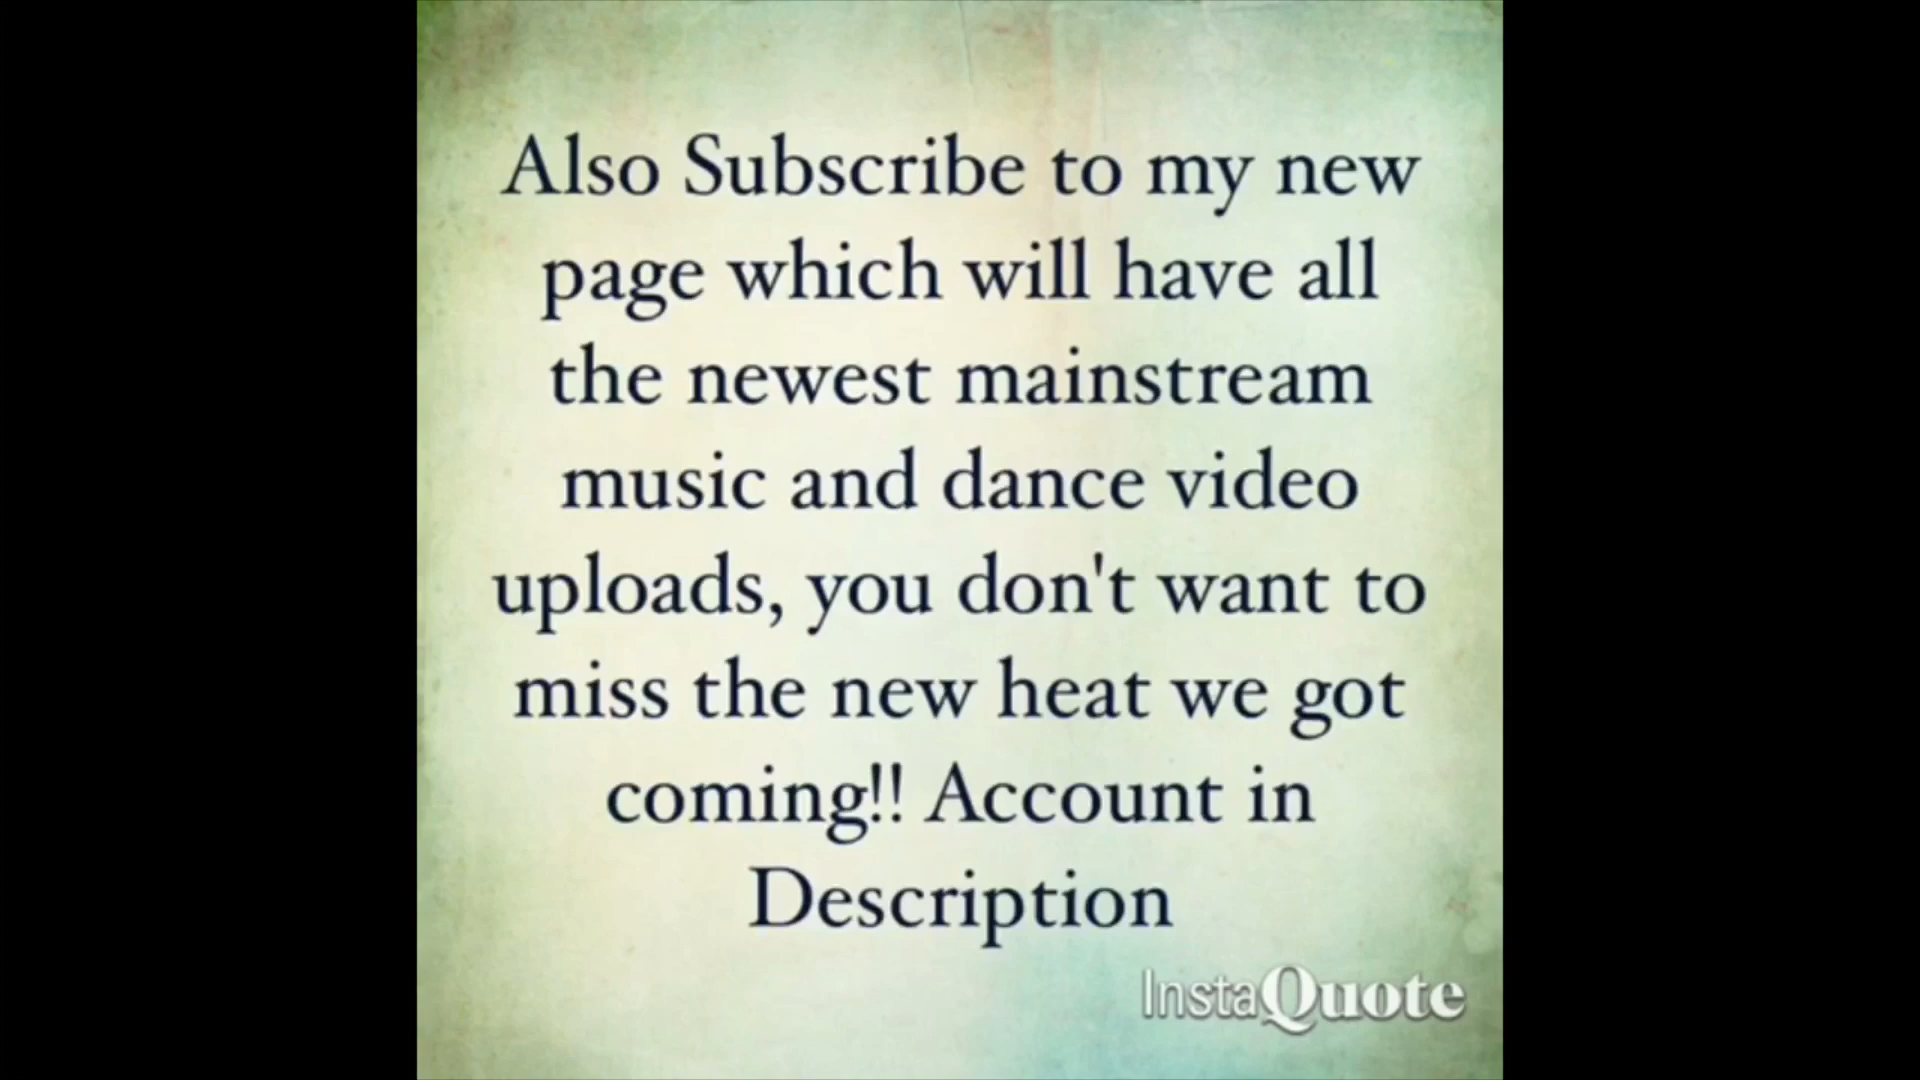 Also Subscribe to my new
page which will have all
the newest mainstream
music and dance video
uploads, you don't want to
miss the new heat we got
coming!! Account in
Description
InstaQuote